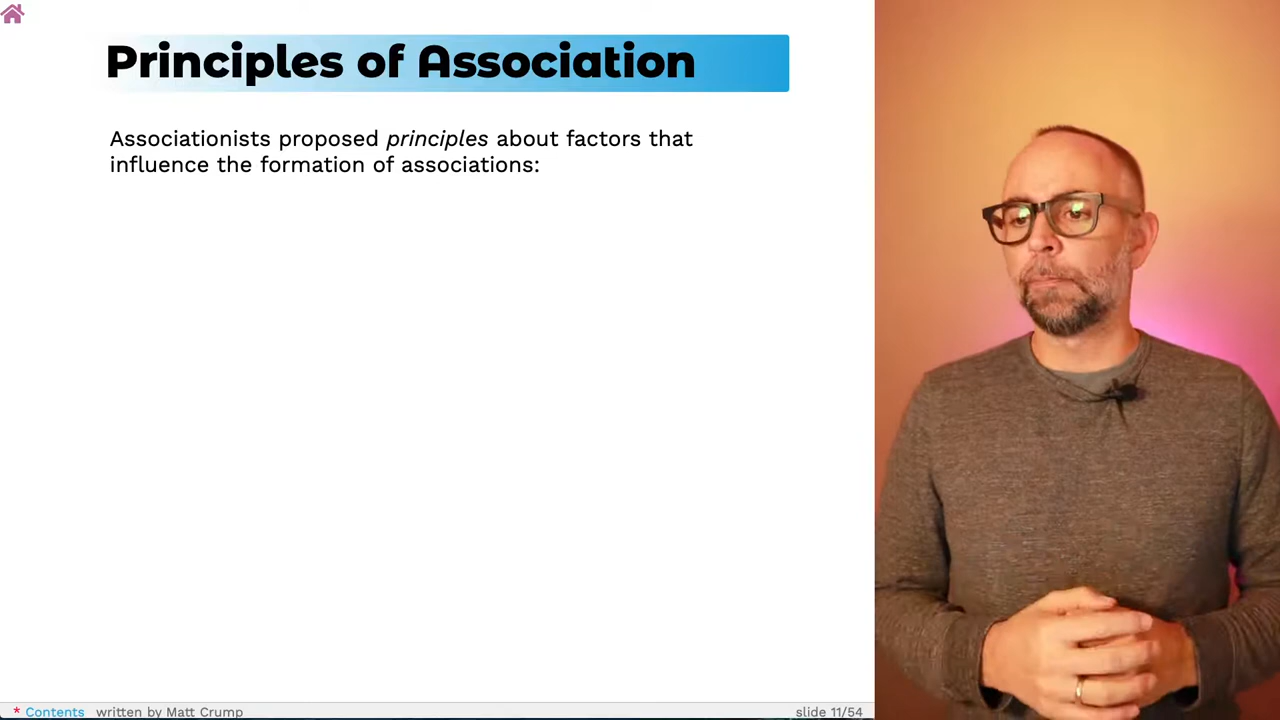 Principles of Association
Associationists proposed principles about factors that
influence the formation of associations:
* Contents written by Matt Crump
slide 11/54